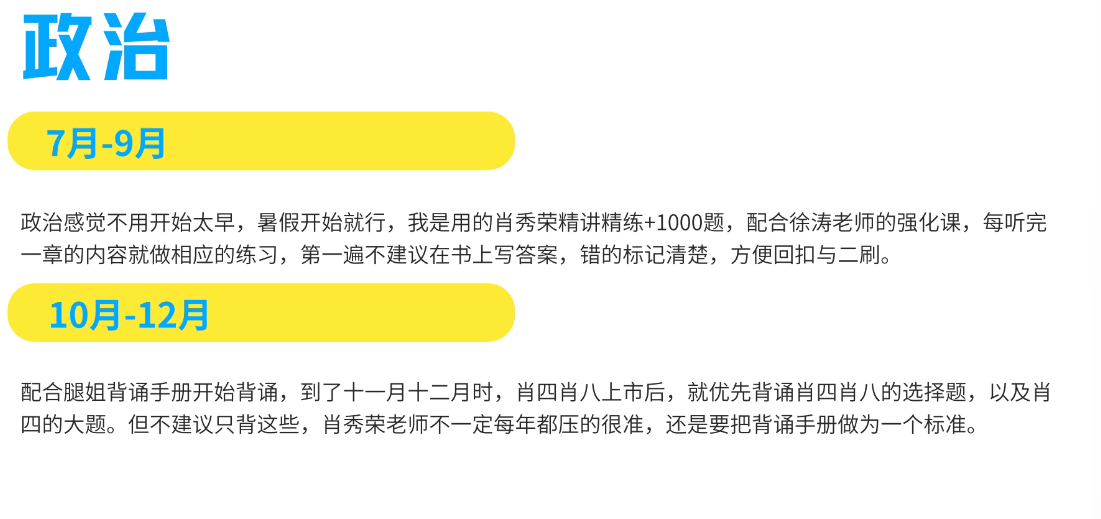 政治
7月-9月
政治感觉不用开始太早，暑假开始就行，我是用的肖秀荣精讲精练+1000题，配合徐涛老师的强化课，每听完
一章的内容就做相应的练习，第一遍不建议在书上写答案，错的标记清楚，方便回扣与二刷。
10月-12月
配合腿姐背诵手册开始背诵，到了十一月十二月时，肖四肖八上市后，就优先背诵肖四肖八的选择题，以及肖
四的大题。但不建议只背这些，肖秀荣老师不一定每年都压的很准，还是要把背诵手册做为一个标准。